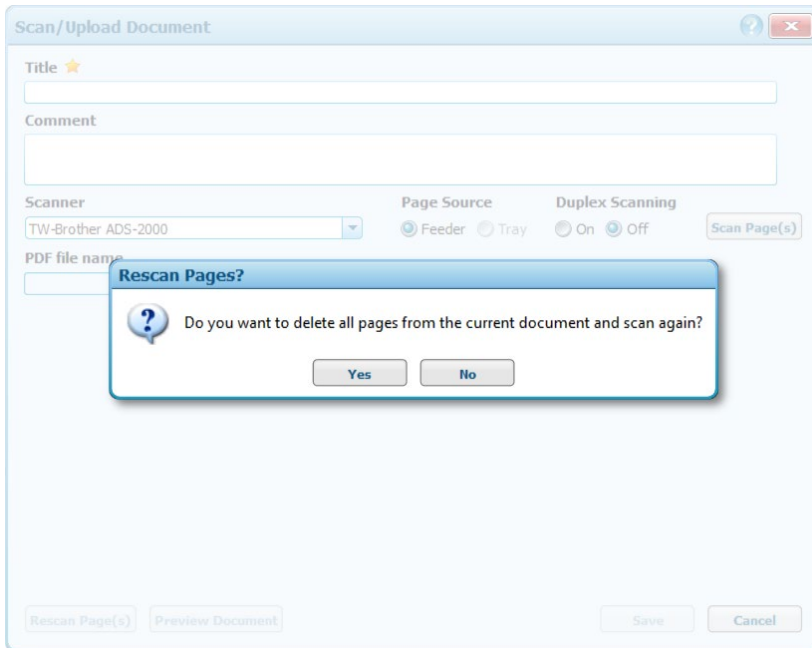 Scan/Upload Document
Title
Comment
Scanner Page Source Duplex Scanning
TW-Brother ADS-2000 Feeder Tray On Off Scan Page(s)
PDF file name
Rescan Pages?
Do you want to delete all pages from the current document and scan again?
Yes No
Rescan Page(s) Preview Document Save Cancel